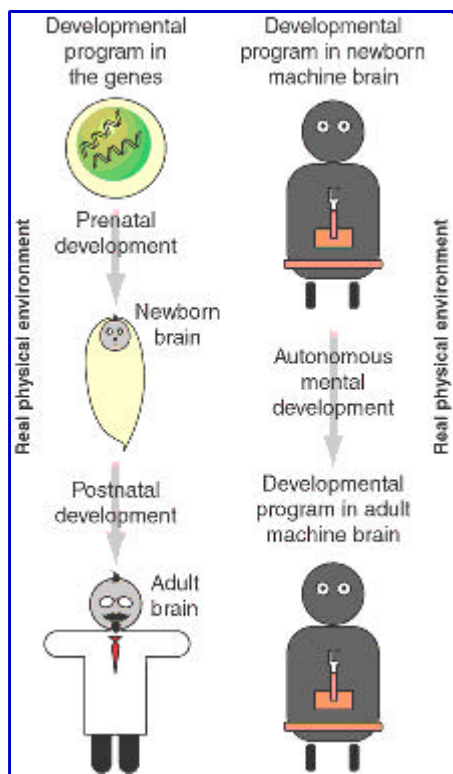 Developmental
program in
the genes
Prenatal
development
Newborn
brain
Postnatal
development
Adult
brain
Real physical environment
Developmental
program in newborn
machine brain
Autonomous
mental
development
Developmental
program in adult
machine brain
Real physical environment